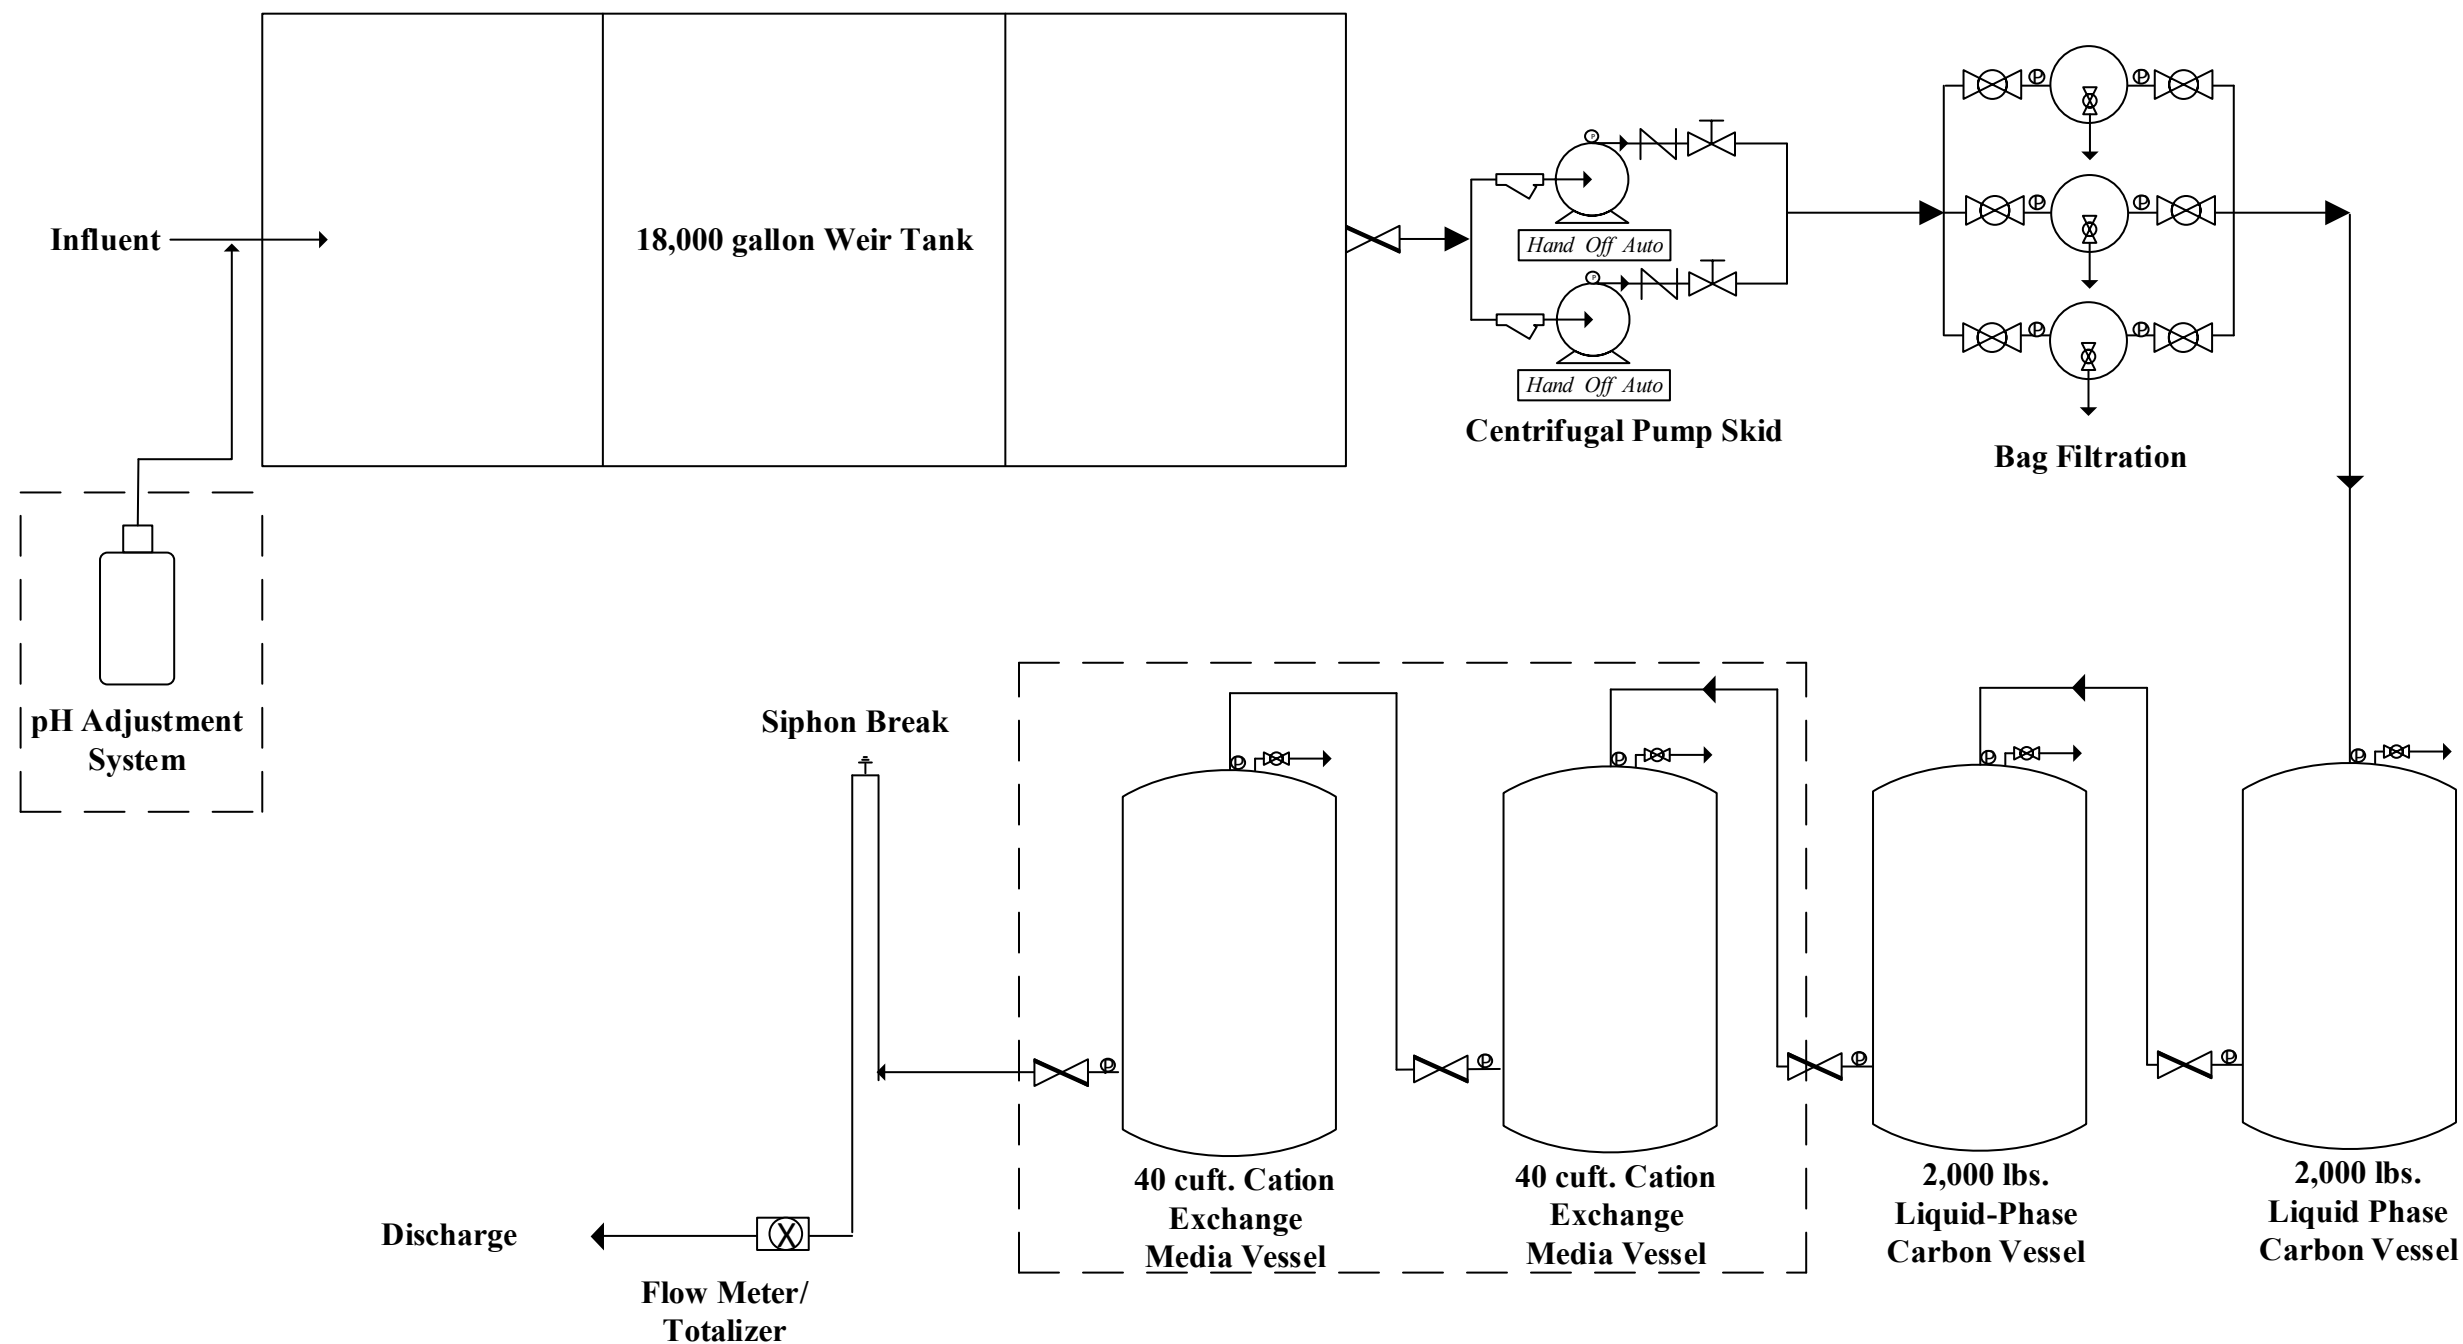 Influent
18,000 gallon Weir Tank
P
Hand Off Auto
P
Hand Off Auto
Centrifugal Pump Skid
P
P
P
P
P
P
Bag Filtration
pH Adjustment
System
Siphon Break
P
P
P
P
P
P
P
P
40 cuft. Cation
Exchange
Media Vessel
40 cuft. Cation
Exchange
Media Vessel
2,000 lbs.
Liquid-Phase
Carbon Vessel
2,000 lbs.
Liquid Phase
Carbon Vessel
Discharge
X
Flow Meter/
Totalizer